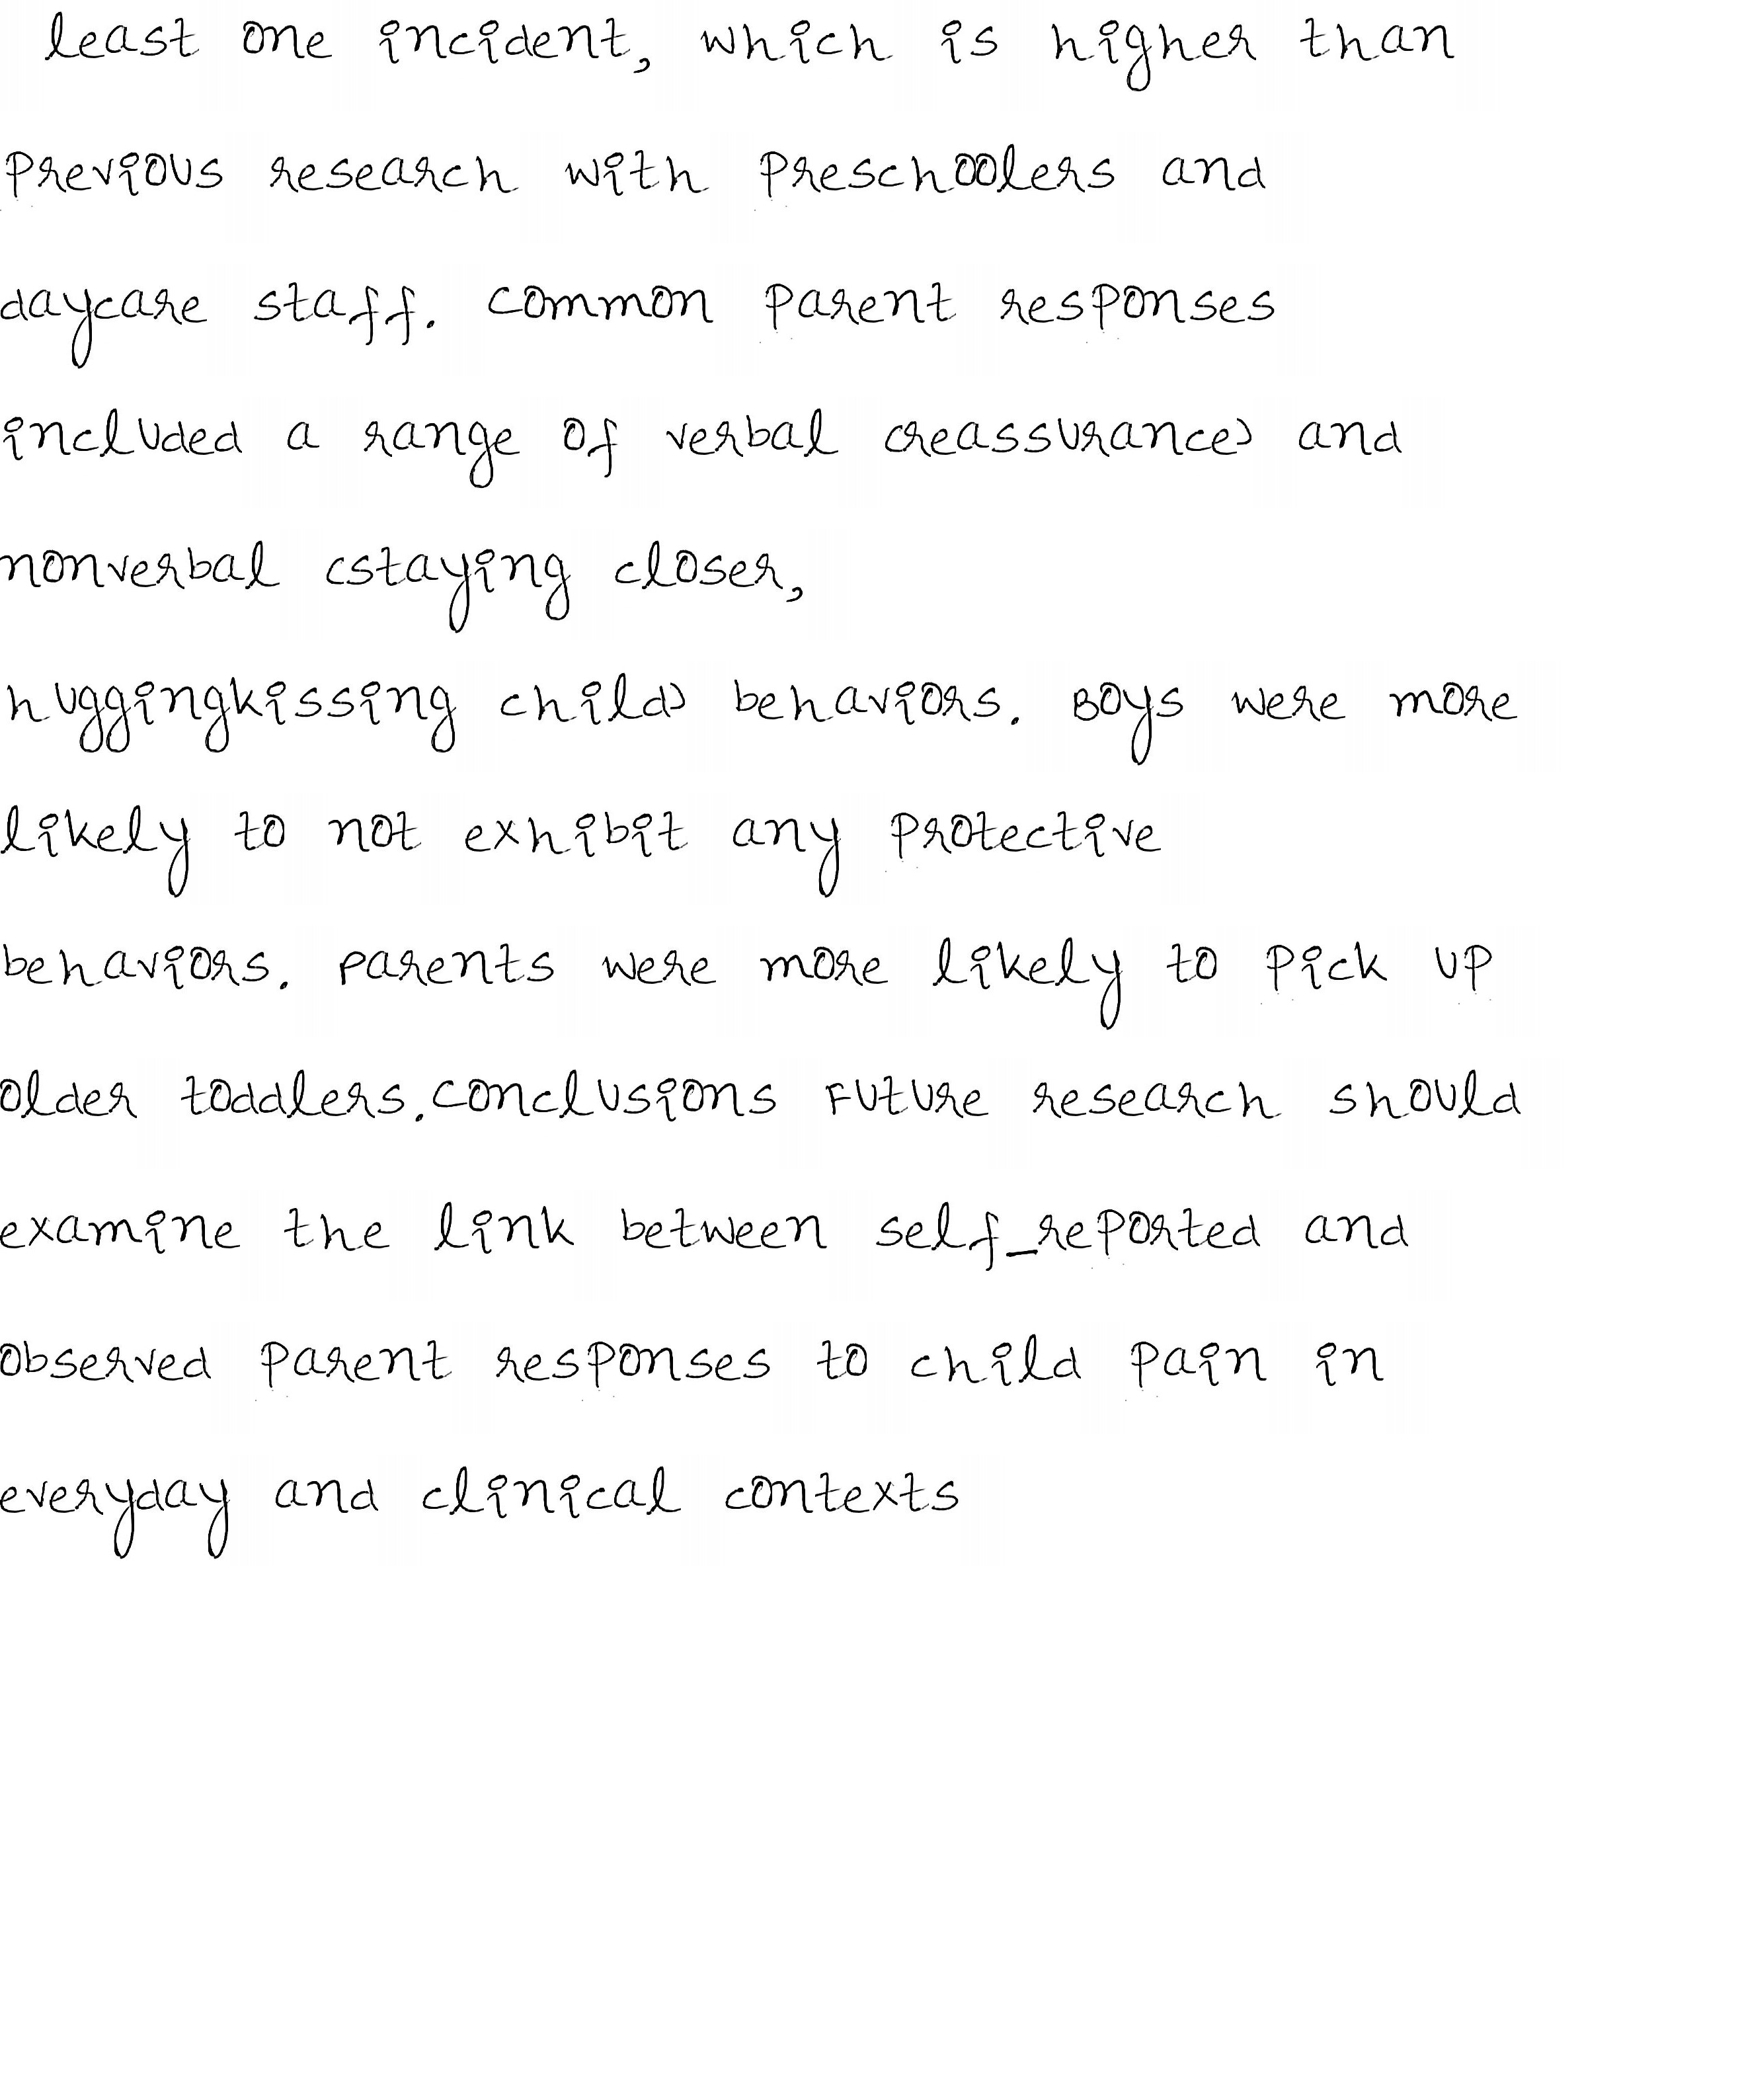 least one incident, which is higher than
previous research with preschoolers and
daycare staff. Common parent responses
included a range of verbal (reassurance) and
nonverbal (staying closer,
huggingkissing child) behaviors. Boys were more
likely to not exhibit any protective
behaviors. Parents were more likely to pick up
older toddlers.Conclusions Future research should
examine the link between self_reported and
observed parent responses to child pain in
everyday and clinical contexts